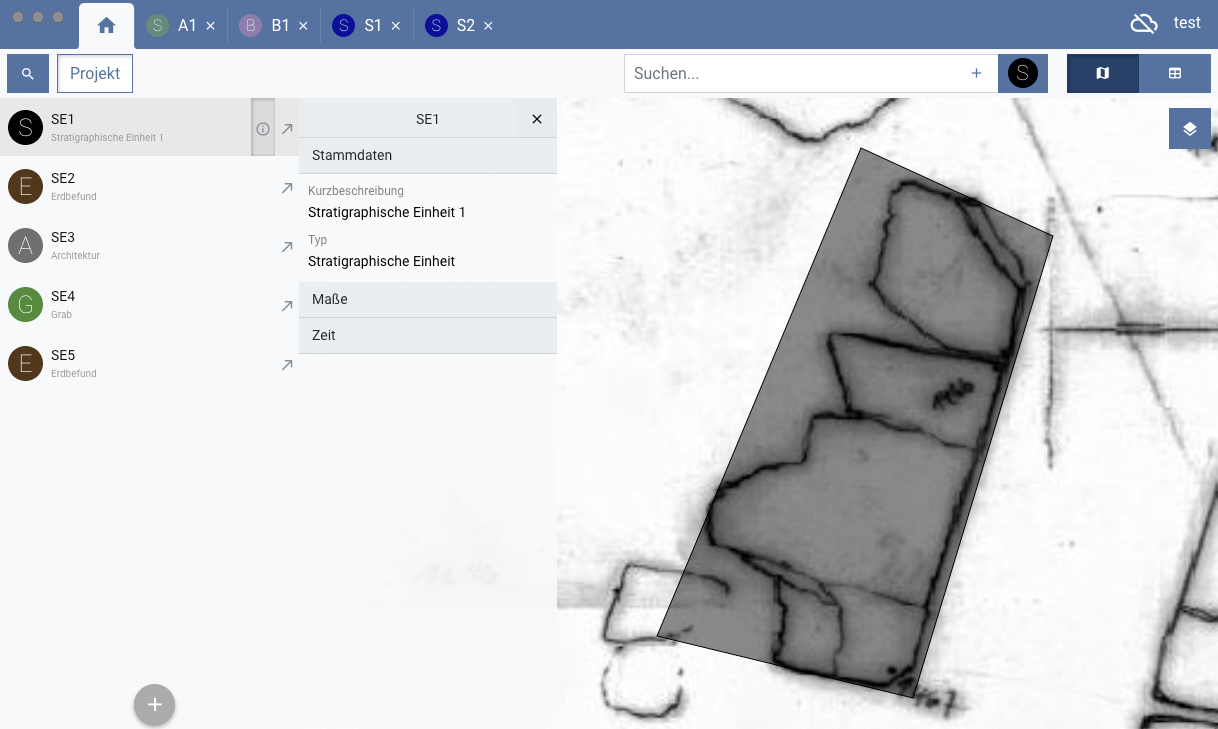 S A1 × B B1 × S S1 × S S2 × test
Projekt
Suchen... + S
S SE1
Stratigraphische Einheit 1
E SE2
Erdbefund
A SE3
Architektur
G SE4
Grab
E SE5
Erdbefund
+
SE1 ×
Stammdaten
Kurzbeschreibung
Stratigraphische Einheit 1
Typ
Stratigraphische Einheit
Maße
Zeit